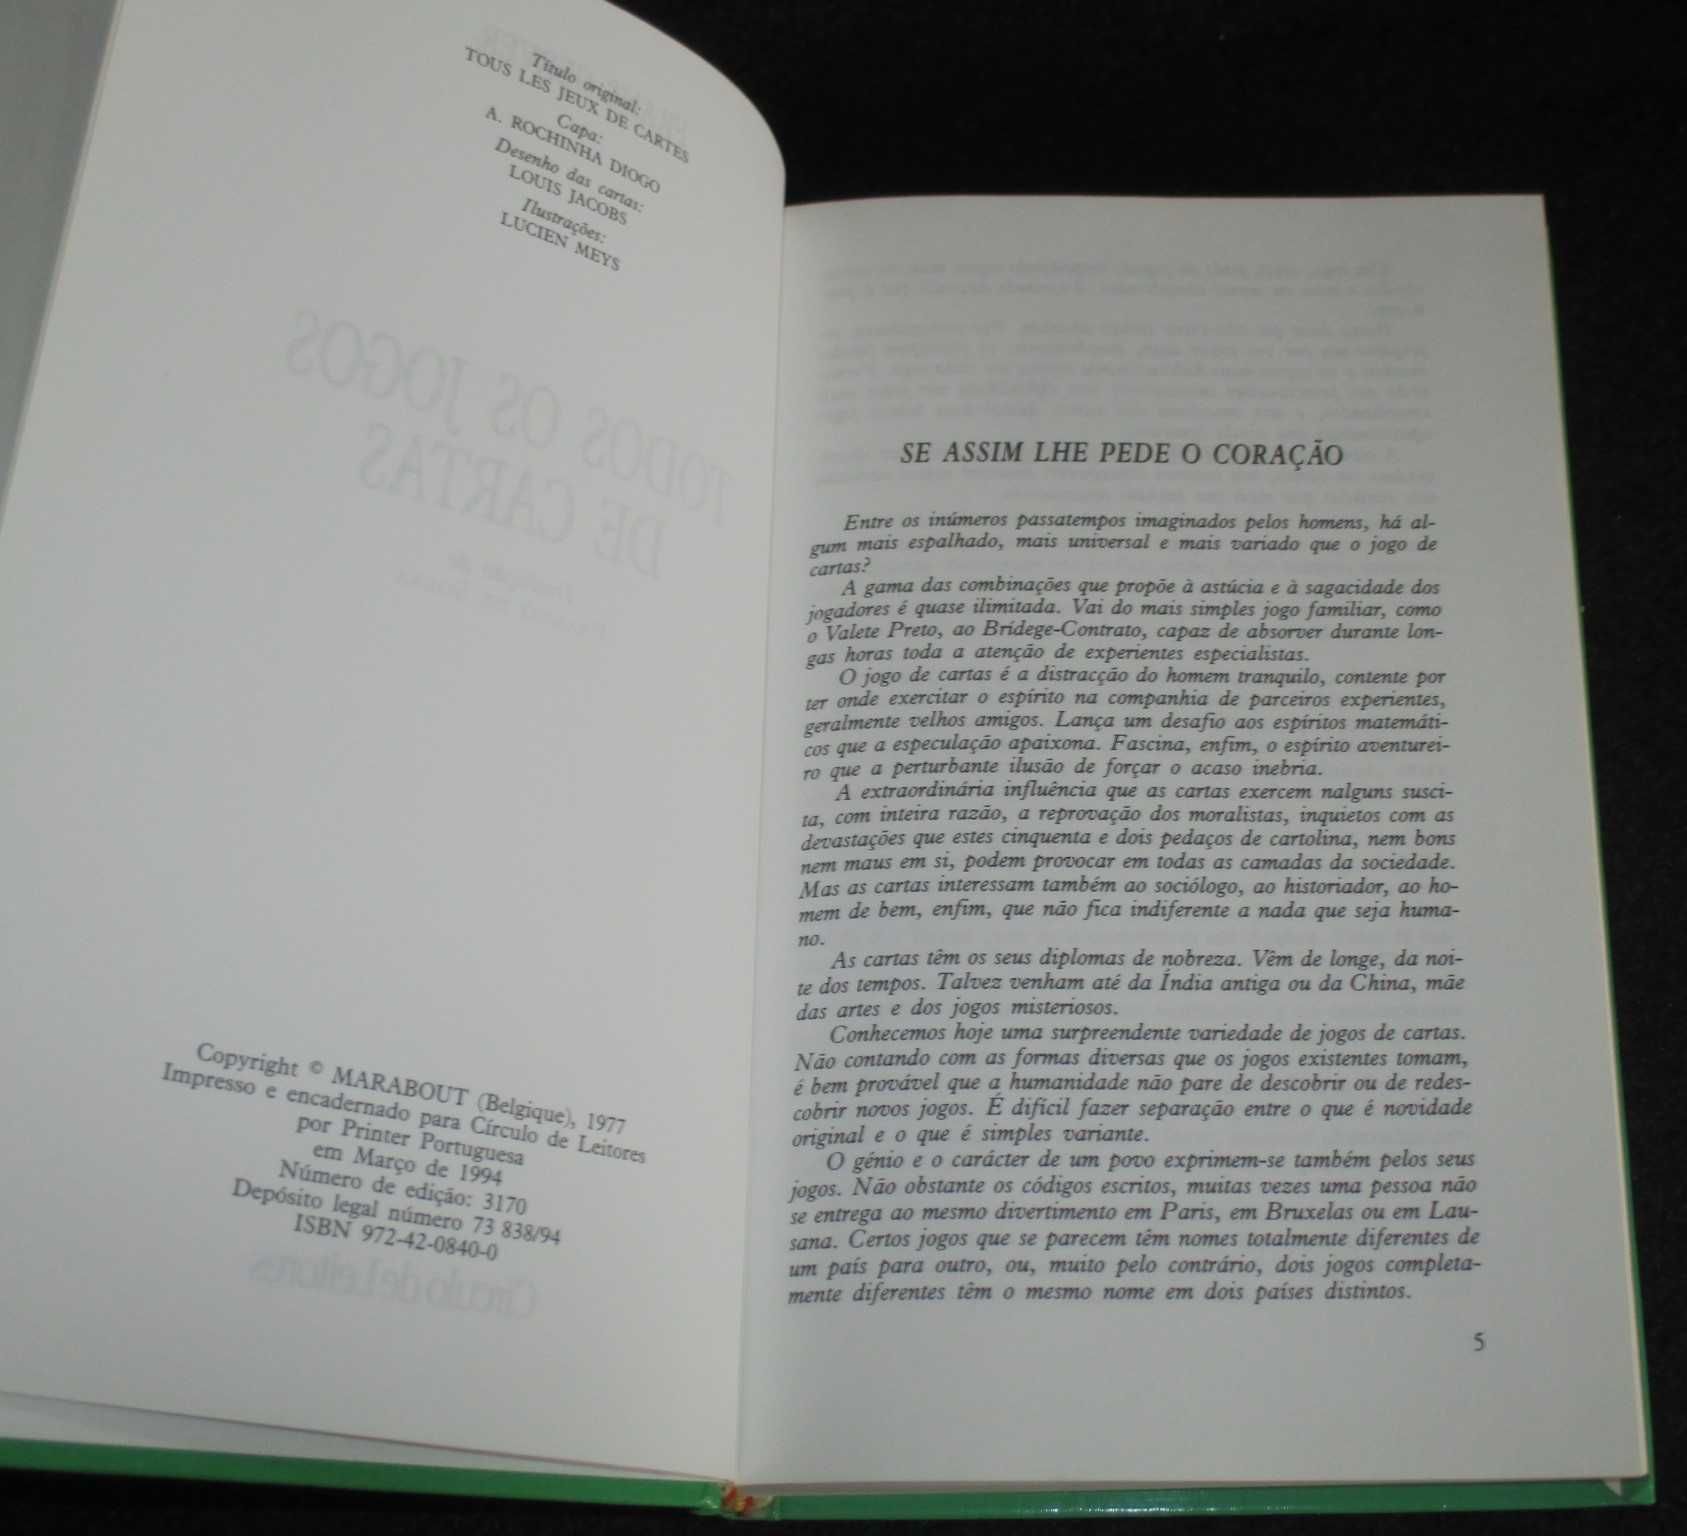 Título original:
TOUS LES JEUX DE CARTES
Capa:
A. ROCHINHA DIOGO
Desenho das cartas:
LOUIS JACOBS
Ilustrações:
LUCIEN MEYS
TODOS OS JOGOS
DE CARTAS
Copyright © MARABOUT (Belgique), 1977
Impresso e encadernado para Círculo de Leitores
por Printer Portuguesa
em Março de 1994
Número de edição: 3170
Depósito legal número 73 838/94
ISBN 972-42-0840-0
Círculo de Leitores
SE ASSIM LHE PEDE O CORAÇÃO
Entre os inúmeros passatempos imaginados pelos homens, há al-
gum mais espalhado, mais universal e mais variado que o jogo de
cartas?
A gama das combinações que propõe à astúcia e à sagacidade dos
jogadores é quase ilimitada. Vai do mais simples jogo familiar, como
o Valete Preto, ao Bridege-Contrato, capaz de absorver durante lon-
gas horas toda a atenção de experientes especialistas.
O jogo de cartas é a distracção do homem tranquilo, contente por
ter onde exercitar o espírito na companhia de parceiros experientes,
geralmente velhos amigos. Lança um desafio aos espíritos matemáti-
cos que a especulação apaixona. Fascina, enfim, o espírito aventurei-
ro que a perturbante ilusão de forçar o acaso inebria.
A extraordinária influência que as cartas exercem nalguns susci-
ta, com inteira razão, a reprovação dos moralistas, inquietos com as
devastações que estes cinquenta e dois pedaços de cartolina, nem bons
nem maus em si, podem provocar em todas as camadas da sociedade.
Mas as cartas interessam também ao sociólogo, ao historiador, ao ho-
mem de bem, enfim, que não fica indiferente a nada que seja huma-
no.
As cartas têm os seus diplomas de nobreza. Vêm de longe, da noi-
te dos tempos. Talvez venham até da Índia antiga ou da China, mãe
das artes e dos jogos misteriosos.
Conhecemos hoje uma surpreendente variedade de jogos de cartas.
Não contando com as formas diversas que os jogos existentes tomam,
é bem provável que a humanidade não pare de descobrir ou de redes-
cobrir novos jogos. É difícil fazer separação entre o que é novidade
original e o que é simples variante.
O génio e o carácter de um povo exprimem-se também pelos seus
jogos. Não obstante os códigos escritos, muitas vezes uma pessoa não
se entrega ao mesmo divertimento em Paris, em Bruxelas ou em Lau-
sana. Certos jogos que se parecem têm nomes totalmente diferentes de
um país para outro, ou, muito pelo contrário, dois jogos completa-
mente diferentes têm o mesmo nome em dois países distintos.
5